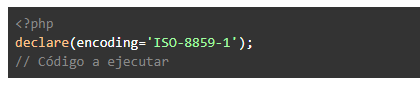 <?php
declare(encoding='ISO-8859-1');
// Código a ejecutar